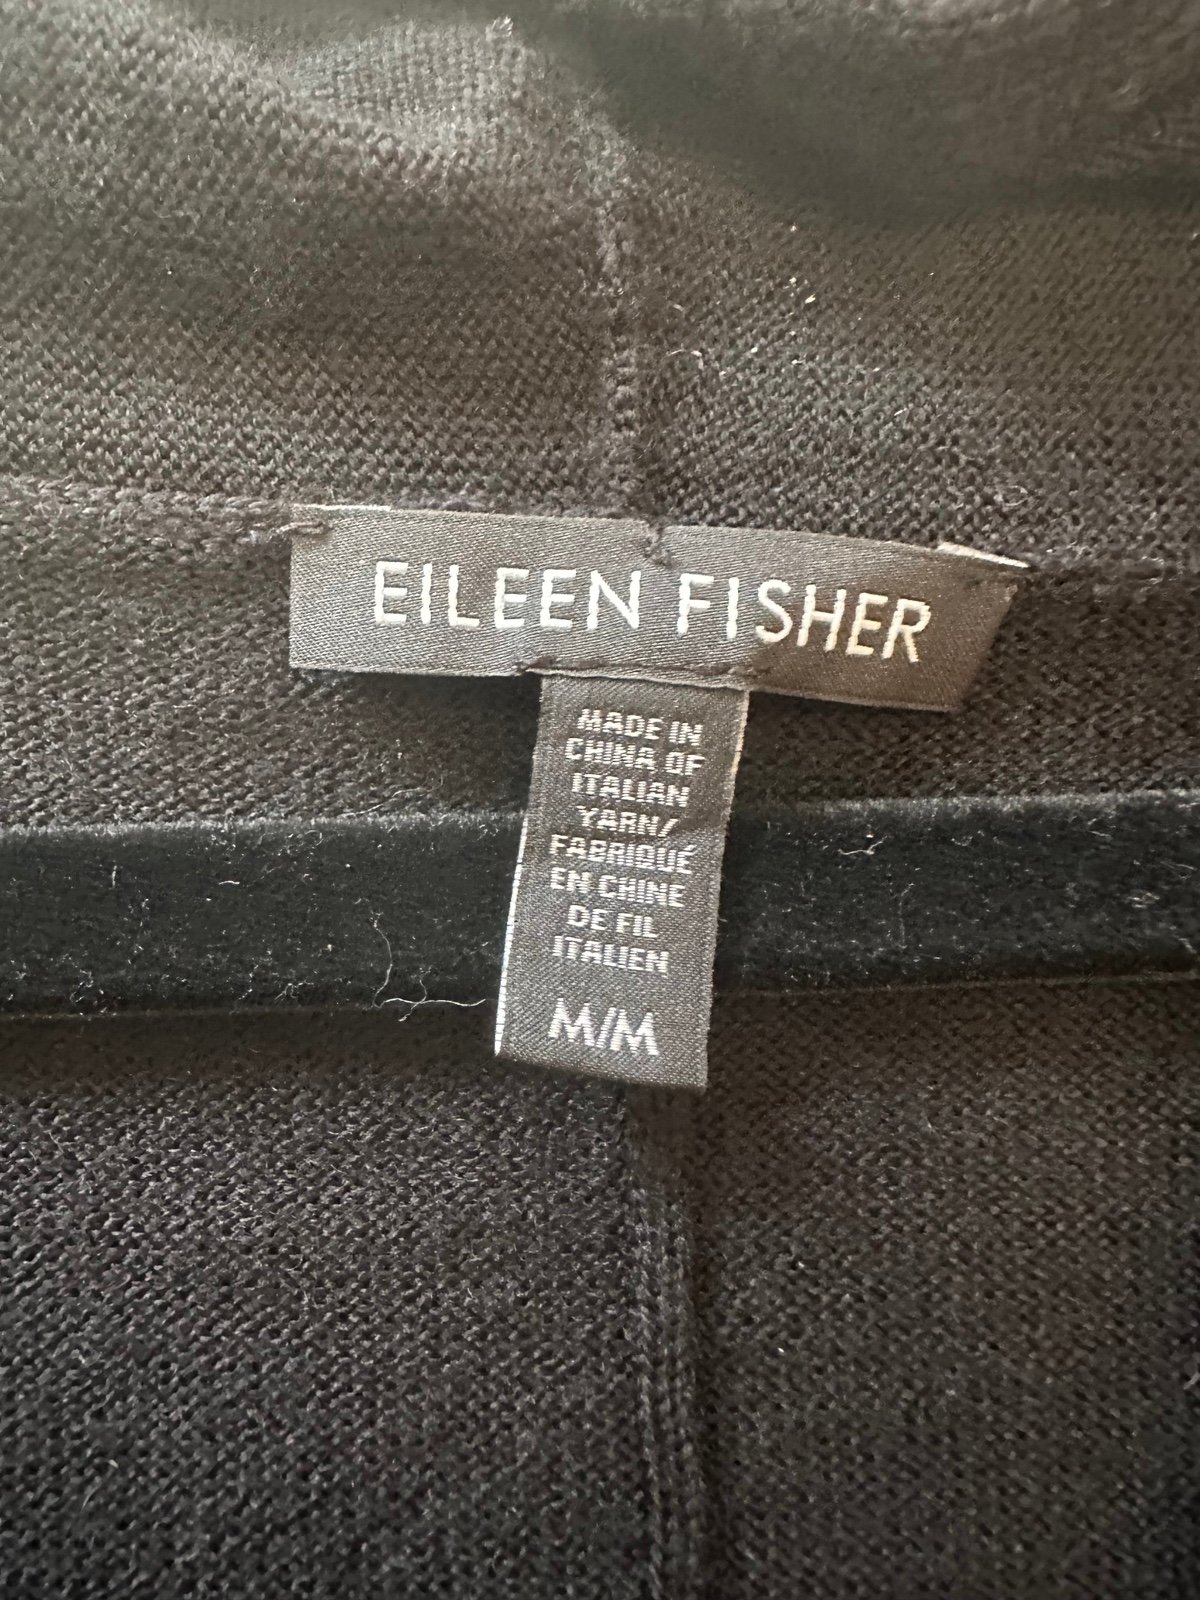 EILEEN FISHER
MADE IN
CHINA OF
ITALIAN
YARN/
FABRIQUÉ
EN CHINE
DE FIL
ITALIEN
M/M